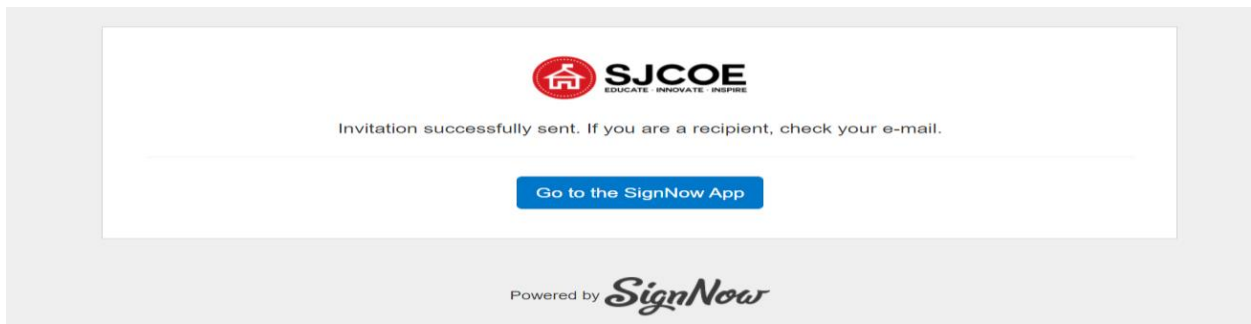 SJCOE
EDUCATE · INNOVATE · INSPIRE
Invitation successfully sent. If you are a recipient, check your e-mail.
Go to the SignNow App
Powered by SignNow